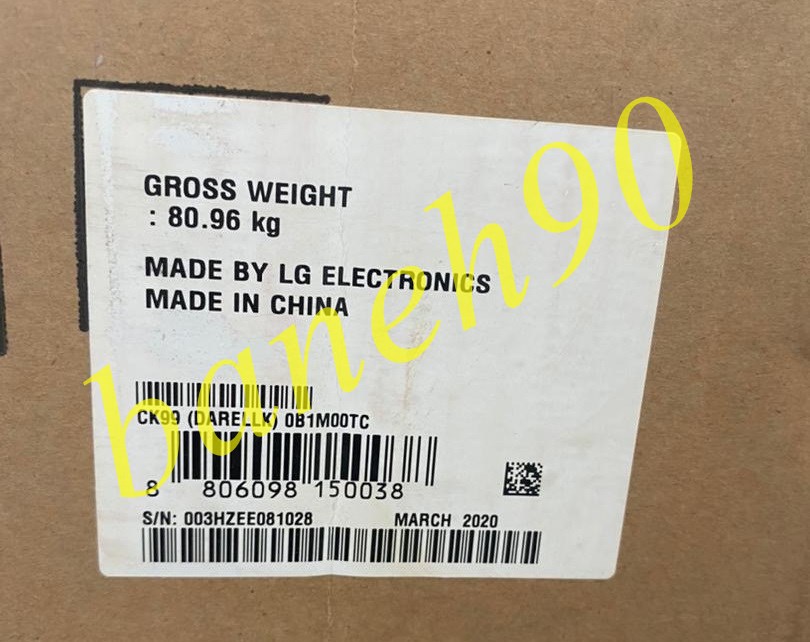 GROSS WEIGHT
: 80.96 kg
MADE BY LG ELECTRONICS
MADE IN CHINA
CK99 (DARELLK) 0B1M00TC
8 806098 150038
S/N: 003HZEE081028 MARCH 2020
baneh90